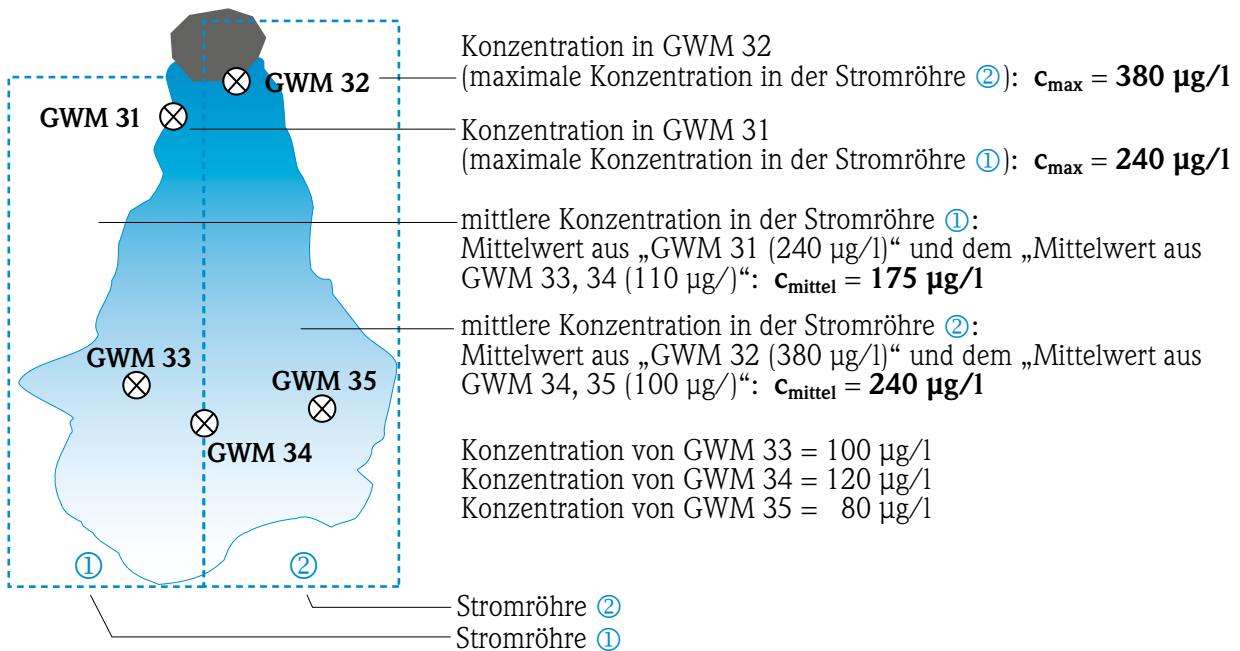 Konzentration in GWM 32
(maximale Konzentration in der Stromröhre ②): cmax = 380 µg/l
GWM 32
GWM 31
Konzentration in GWM 31
(maximale Konzentration in der Stromröhre ①): cmax = 240 µg/l
mittlere Konzentration in der Stromröhre ①:
Mittelwert aus „GWM 31 (240 µg/l)“ und dem „Mittelwert aus
GWM 33, 34 (110 µg/)“: cmittel = 175 µg/l
mittlere Konzentration in der Stromröhre ②:
Mittelwert aus „GWM 32 (380 µg/l)“ und dem „Mittelwert aus
GWM 34, 35 (100 µg/)“: cmittel = 240 µg/l
GWM 33
GWM 35
GWM 34
Konzentration von GWM 33 = 100 µg/l
Konzentration von GWM 34 = 120 µg/l
Konzentration von GWM 35 = 80 µg/l
①
②
Stromröhre ②
Stromröhre ①